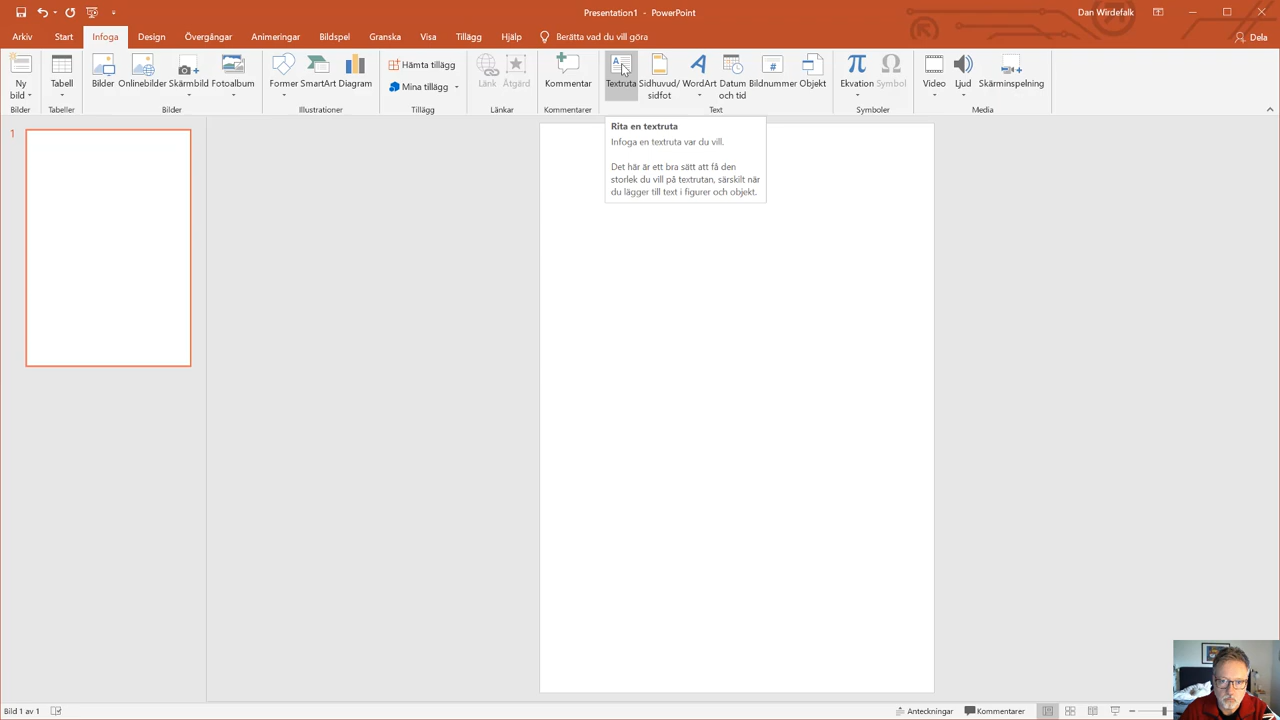 Presentation1 - PowerPoint
Dan Wirdefalk
Arkiv Start Infoga Design Övergångar Animeringar Bildspel Granska Visa Tillägg Hjälp Berätta vad du vill göra
Dela
Ny bild
Tabell
Bilder
Onlinebilder
Skärmbild
Fotoalbum
Former
SmartArt
Diagram
Hämta tillägg
Mina tillägg
Länk
Åtgärd
Kommentar
Textruta
Sidhuvud/
sidfot
WordArt
Datum
och tid
Bildnummer
Objekt
Ekvation
Symbol
Video
Ljud
Skärminspelning
Bilder Tabeller Bilder Illustrationer Tillägg Länkar Kommentarer Text Symboler Media
1
Rita en textruta
Infoga en textruta var du vill.
Det här är ett bra sätt att få den
storlek du vill på textrutan, särskilt när
du lägger till text i figurer och objekt.
Bild 1 av 1
Anteckningar
Kommentarer